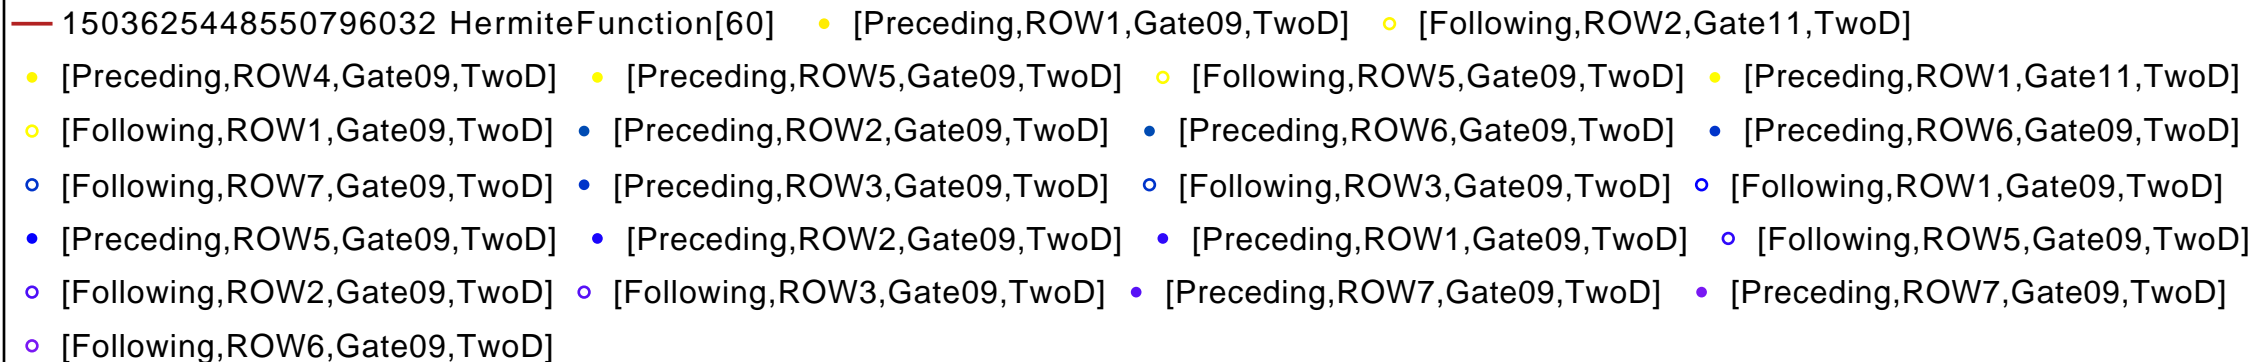 1503625448550796032 HermiteFunction[60] [Preceding,ROW1,Gate09,TwoD] [Following,ROW2,Gate11,TwoD]
[Preceding,ROW4,Gate09,TwoD] [Preceding,ROW5,Gate09,TwoD] [Following,ROW5,Gate09,TwoD] [Preceding,ROW1,Gate11,TwoD]
[Following,ROW1,Gate09,TwoD] [Preceding,ROW2,Gate09,TwoD] [Preceding,ROW6,Gate09,TwoD] [Preceding,ROW6,Gate09,TwoD]
[Following,ROW7,Gate09,TwoD] [Preceding,ROW3,Gate09,TwoD] [Following,ROW3,Gate09,TwoD] [Following,ROW1,Gate09,TwoD]
[Preceding,ROW5,Gate09,TwoD] [Preceding,ROW2,Gate09,TwoD] [Preceding,ROW1,Gate09,TwoD] [Following,ROW5,Gate09,TwoD]
[Following,ROW2,Gate09,TwoD] [Following,ROW3,Gate09,TwoD] [Preceding,ROW7,Gate09,TwoD] [Preceding,ROW7,Gate09,TwoD]
[Following,ROW6,Gate09,TwoD]